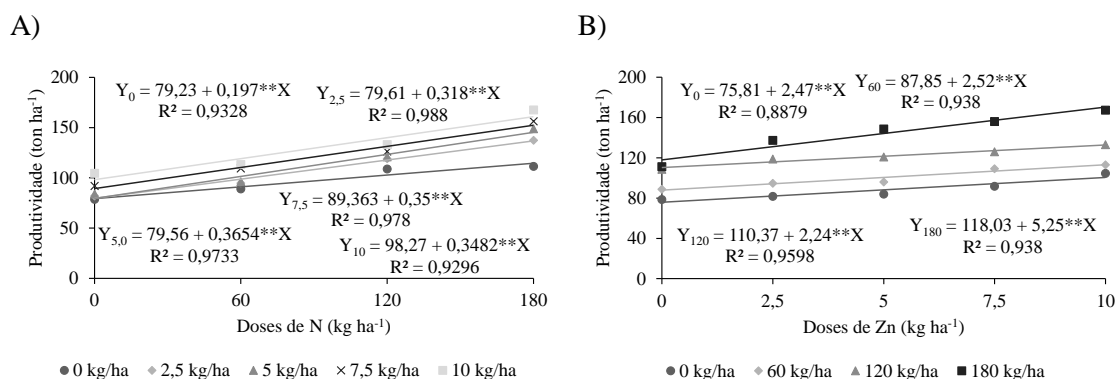 A)
Produtividade (ton ha-1)
200
150
100
50
0
Y0 = 79,23 + 0,197**X
R² = 0,9328
Y2,5 = 79,61 + 0,318**X
R² = 0,988
Y7,5 = 89,363 + 0,35**X
R² = 0,978
Y5,0 = 79,56 + 0,3654**X
R² = 0,9733
Y10 = 98,27 + 0,3482**X
R² = 0,9296
0 60 120 180
Doses de N (kg ha-1)
0 kg/ha 2,5 kg/ha 5 kg/ha 7,5 kg/ha 10 kg/ha
B)
Produtividade (ton ha-1)
200
160
120
80
40
0
Y0 = 75,81 + 2,47**X
R² = 0,8879
Y60 = 87,85 + 2,52**X
R² = 0,938
Y120 = 110,37 + 2,24**X
R² = 0,9598
Y180 = 118,03 + 5,25**X
R² = 0,938
0 2,5 5 7,5 10
Doses de Zn (kg ha-1)
0 kg/ha 60 kg/ha 120 kg/ha 180 kg/ha